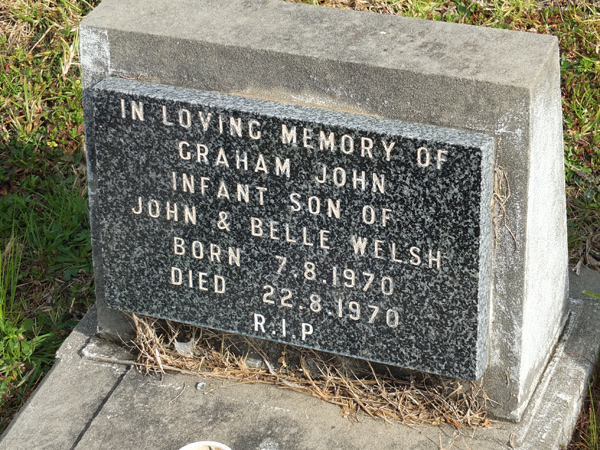 IN LOVING MEMORY OF
GRAHAM JOHN
INFANT SON OF
JOHN & BELLE WELSH
BORN 7.8.1970
DIED 22.8.1970
R.I.P